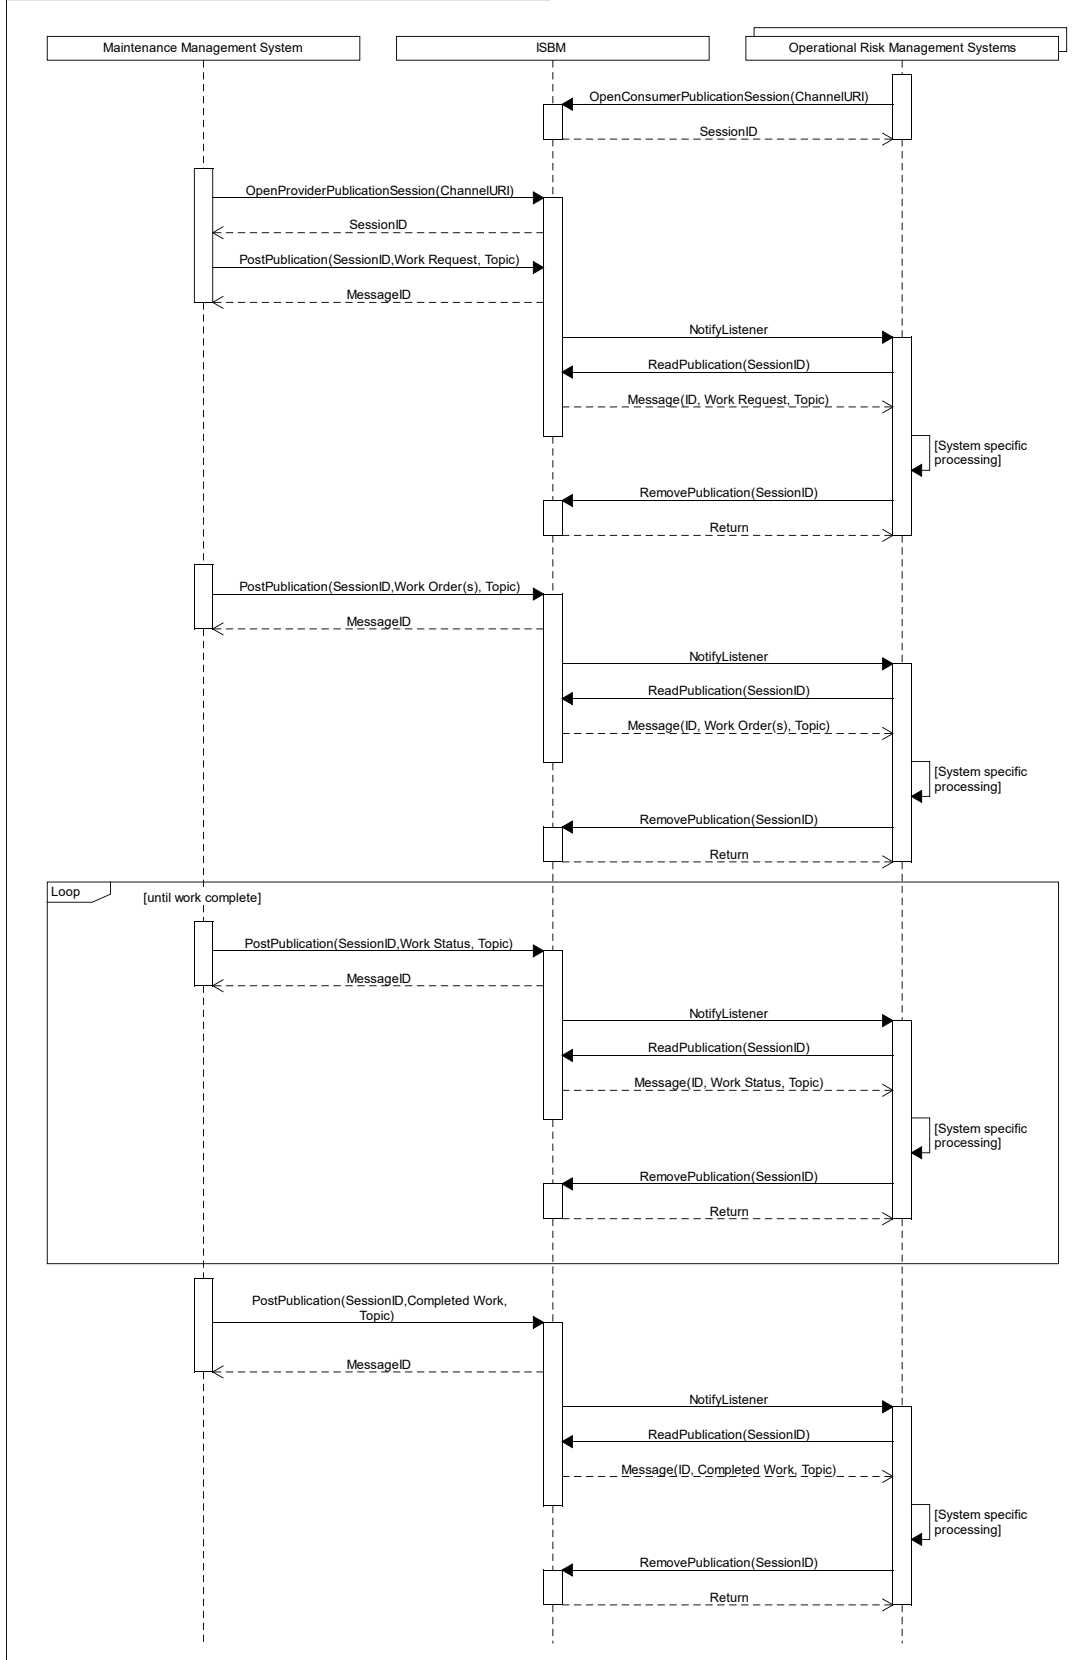 Maintenance Management System
ISBM
Operational Risk Management Systems
OpenConsumerPublicationSession(ChannelURI)
SessionID
OpenProviderPublicationSession(ChannelURI)
SessionID
PostPublication(SessionID,Work Request, Topic)
MessageID
NotifyListener
ReadPublication(SessionID)
Message(ID, Work Request, Topic)
[System specific
processing]
RemovePublication(SessionID)
Return
PostPublication(SessionID,Work Order(s), Topic)
MessageID
NotifyListener
ReadPublication(SessionID)
Message(ID, Work Order(s), Topic)
[System specific
processing]
RemovePublication(SessionID)
Return
Loop
[until work complete]
PostPublication(SessionID,Work Status, Topic)
MessageID
NotifyListener
ReadPublication(SessionID)
Message(ID, Work Status, Topic)
[System specific
processing]
RemovePublication(SessionID)
Return
PostPublication(SessionID,Completed Work,
Topic)
MessageID
NotifyListener
ReadPublication(SessionID)
Message(ID, Completed Work, Topic)
[System specific
processing]
RemovePublication(SessionID)
Return